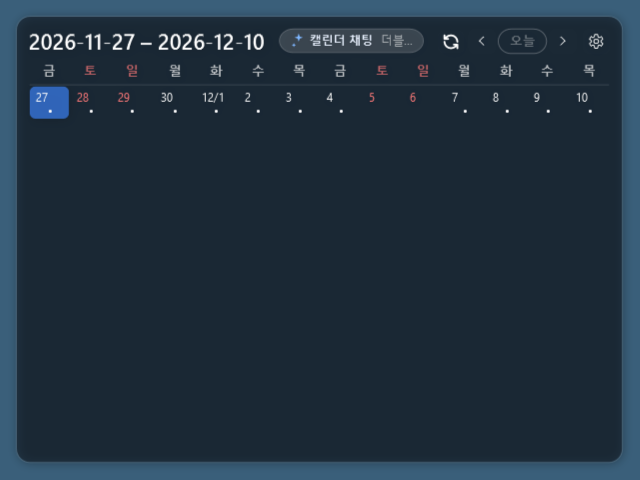 2026-11-27 – 2026-12-10 캘린더 채팅 더블... 오늘
금 토 일 월 화 수 목 금 토 일 월 화 수 목
27 28 29 30 12/1 2 3 4 5 6 7 8 9 10